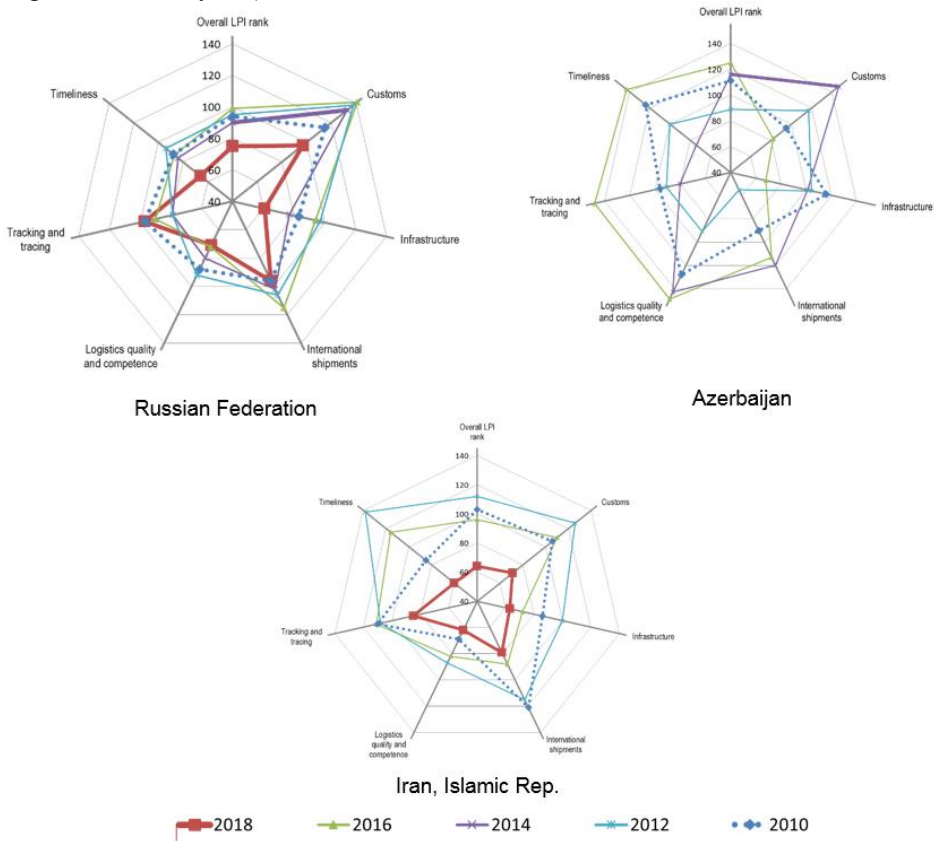 Overall LPI rank
140
120
100
80
60
40
Customs
Infrastructure
International
shipments
Logistics quality
and competence
Tracking and
tracing
Timeliness
Russian Federation
Overall LPI rank
140
120
100
80
60
40
Customs
Infrastructure
International
shipments
Logistics quality
and competence
Tracking and
tracing
Timeliness
Azerbaijan
Overall LPI
rank
140
120
100
80
60
40
Customs
Infrastructure
International
shipments
Logistics
quality and
competence
Tracking and
tracing
Timeliness
Iran, Islamic Rep.
2018 2016 2014 2012 2010